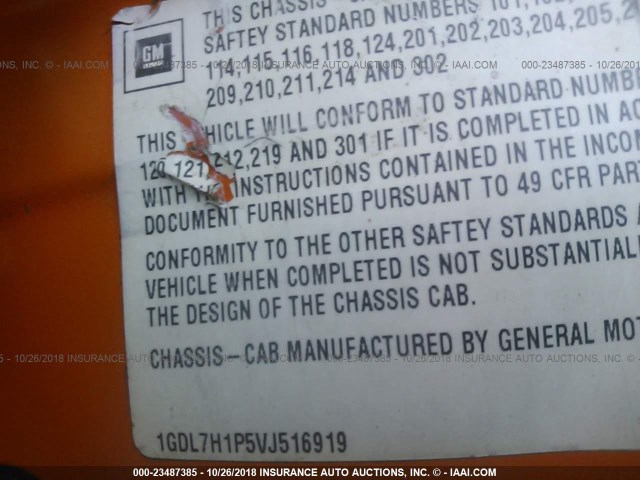 THIS CHASSIS
SAFTEY STANDARD NUMBERS 101,
114,115,116,118,124,201,202,203,204,205,
209,210,211,214 AND 302
GM
THIS VEHICLE WILL CONFORM TO STANDARD NUMB
120,121,212,219 AND 301 IF IT IS COMPLETED IN AC
WITH THE INSTRUCTIONS CONTAINED IN THE INCO
DOCUMENT FURNISHED PURSUANT TO 49 CFR PAR
CONFORMITY TO THE OTHER SAFTEY STANDARDS
VEHICLE WHEN COMPLETED IS NOT SUBSTANTIAL
THE DESIGN OF THE CHASSIS CAB.
CHASSIS—CAB MANUFACTURED BY GENERAL MOT
1GDL7H1P5VJ516919
000-23487385 - 10/26/2018 INSURANCE AUTO AUCTIONS, INC. © - IAAI.COM